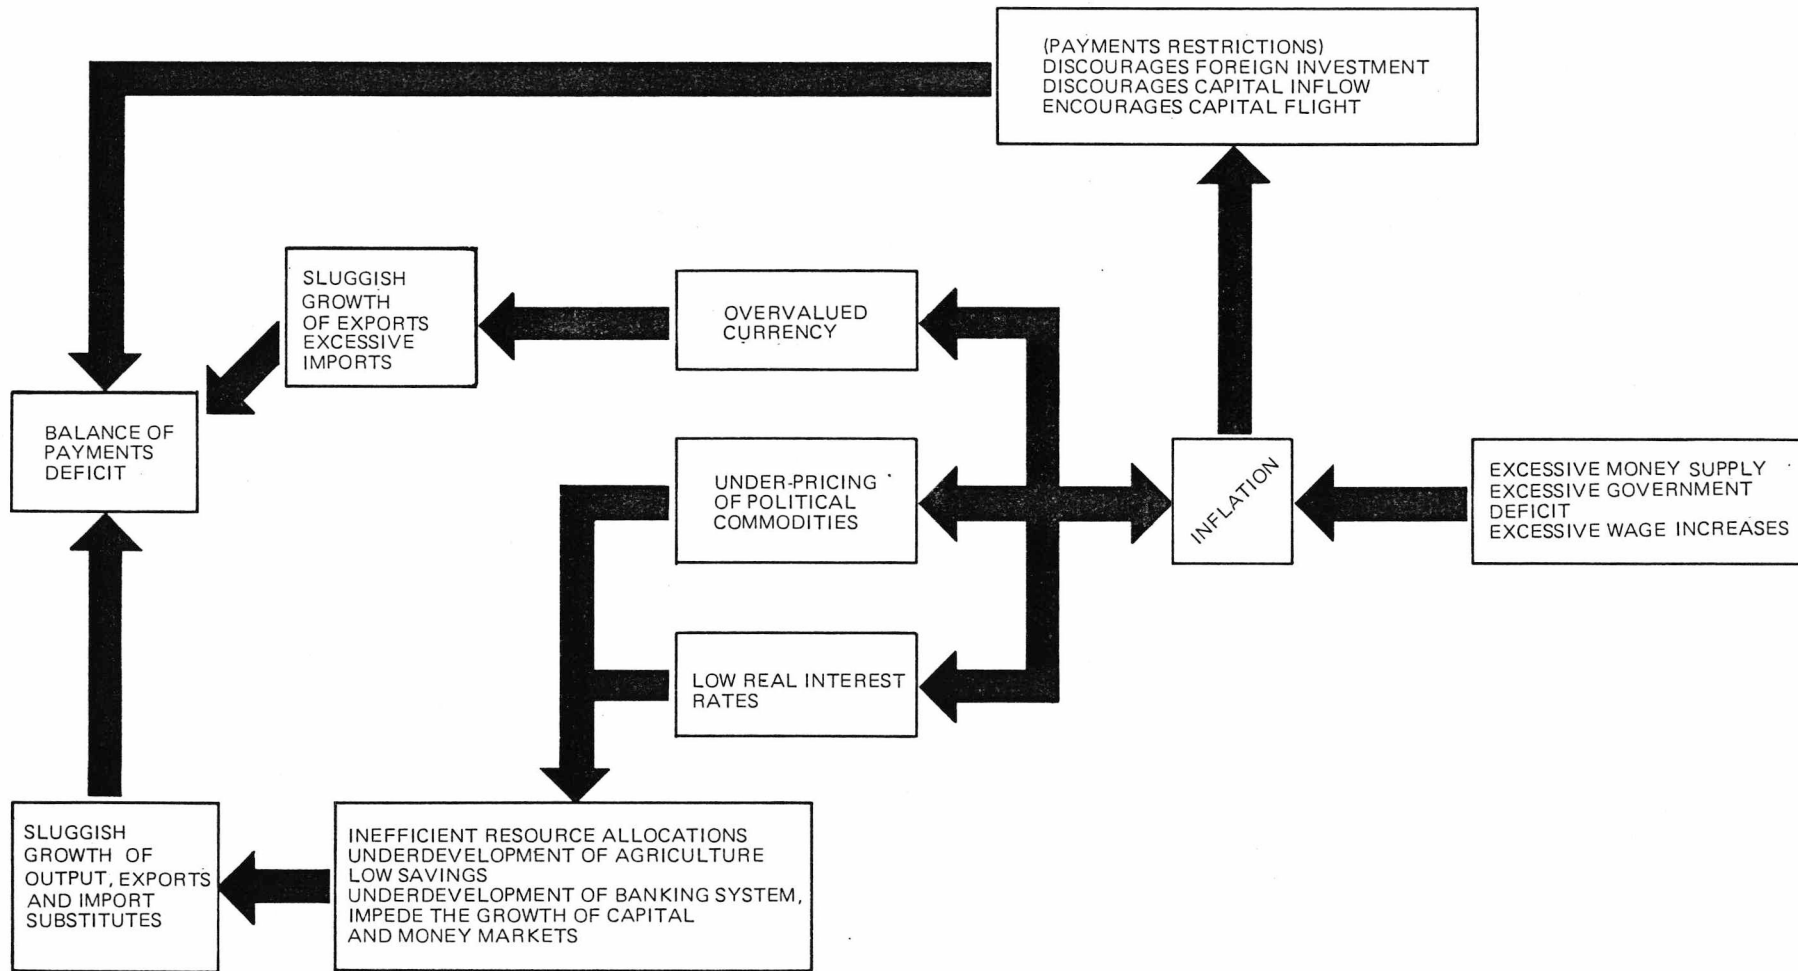 (PAYMENTS RESTRICTIONS)
DISCOURAGES FOREIGN INVESTMENT
DISCOURAGES CAPITAL INFLOW
ENCOURAGES CAPITAL FLIGHT
SLUGGISH
GROWTH
OF EXPORTS
EXCESSIVE
IMPORTS
OVERVALUED
CURRENCY
BALANCE OF
PAYMENTS
DEFICIT
UNDER-PRICING
OF POLITICAL
COMMODITIES
INFLATION
EXCESSIVE MONEY SUPPLY
EXCESSIVE GOVERNMENT
DEFICIT
EXCESSIVE WAGE INCREASES
LOW REAL INTEREST
RATES
SLUGGISH
GROWTH OF
OUTPUT, EXPORTS
AND IMPORT
SUBSTITUTES
INEFFICIENT RESOURCE ALLOCATIONS
UNDERDEVELOPMENT OF AGRICULTURE
LOW SAVINGS
UNDERDEVELOPMENT OF BANKING SYSTEM,
IMPEDE THE GROWTH OF CAPITAL
AND MONEY MARKETS